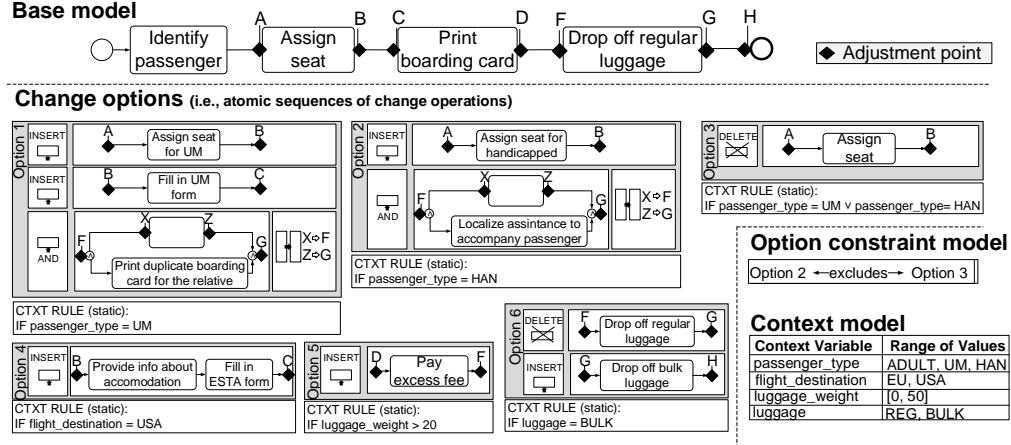 Base model
A B C D F G H
Identify
passenger
Assign
seat
Print
boarding card
Drop off regular
luggage
Adjustment point
Change options (i.e., atomic sequences of change operations)
Option 1
INSERT
A
Assign seat
for UM
B
INSERT
B
Fill in UM
form
C
AND
F
X
Z
G
Print duplicate boarding
card for the relative
X⇨F
Z⇨G
CTXT RULE (static):
IF passenger_type = UM
Option 2
INSERT
A
Assign seat for
handicapped
B
AND
F
X
Z
G
Localize assintance to
accompany passenger
X⇨F
Z⇨G
CTXT RULE (static):
IF passenger_type = HAN
Option 3
DELETE
A
Assign
seat
B
CTXT RULE (static):
IF passenger_type = UM ∨ passenger_type= HAN
Option constraint model
Option 2 excludes Option 3
Option 4
INSERT
B
Provide info about
accomodation
Fill in
ESTA form
C
CTXT RULE (static):
IF flight_destination = USA
Option 5
INSERT
D
Pay
excess fee
F
CTXT RULE (static):
IF luggage_weight > 20
Option 6
DELETE
F
Drop off regular
luggage
G
INSERT
G
Drop off bulk
luggage
H
CTXT RULE (static):
IF luggage = BULK
Context model
Context Variable Range of Values
passenger_type ADULT, UM, HAN
flight_destination EU, USA
luggage_weight [0, 50]
luggage REG, BULK